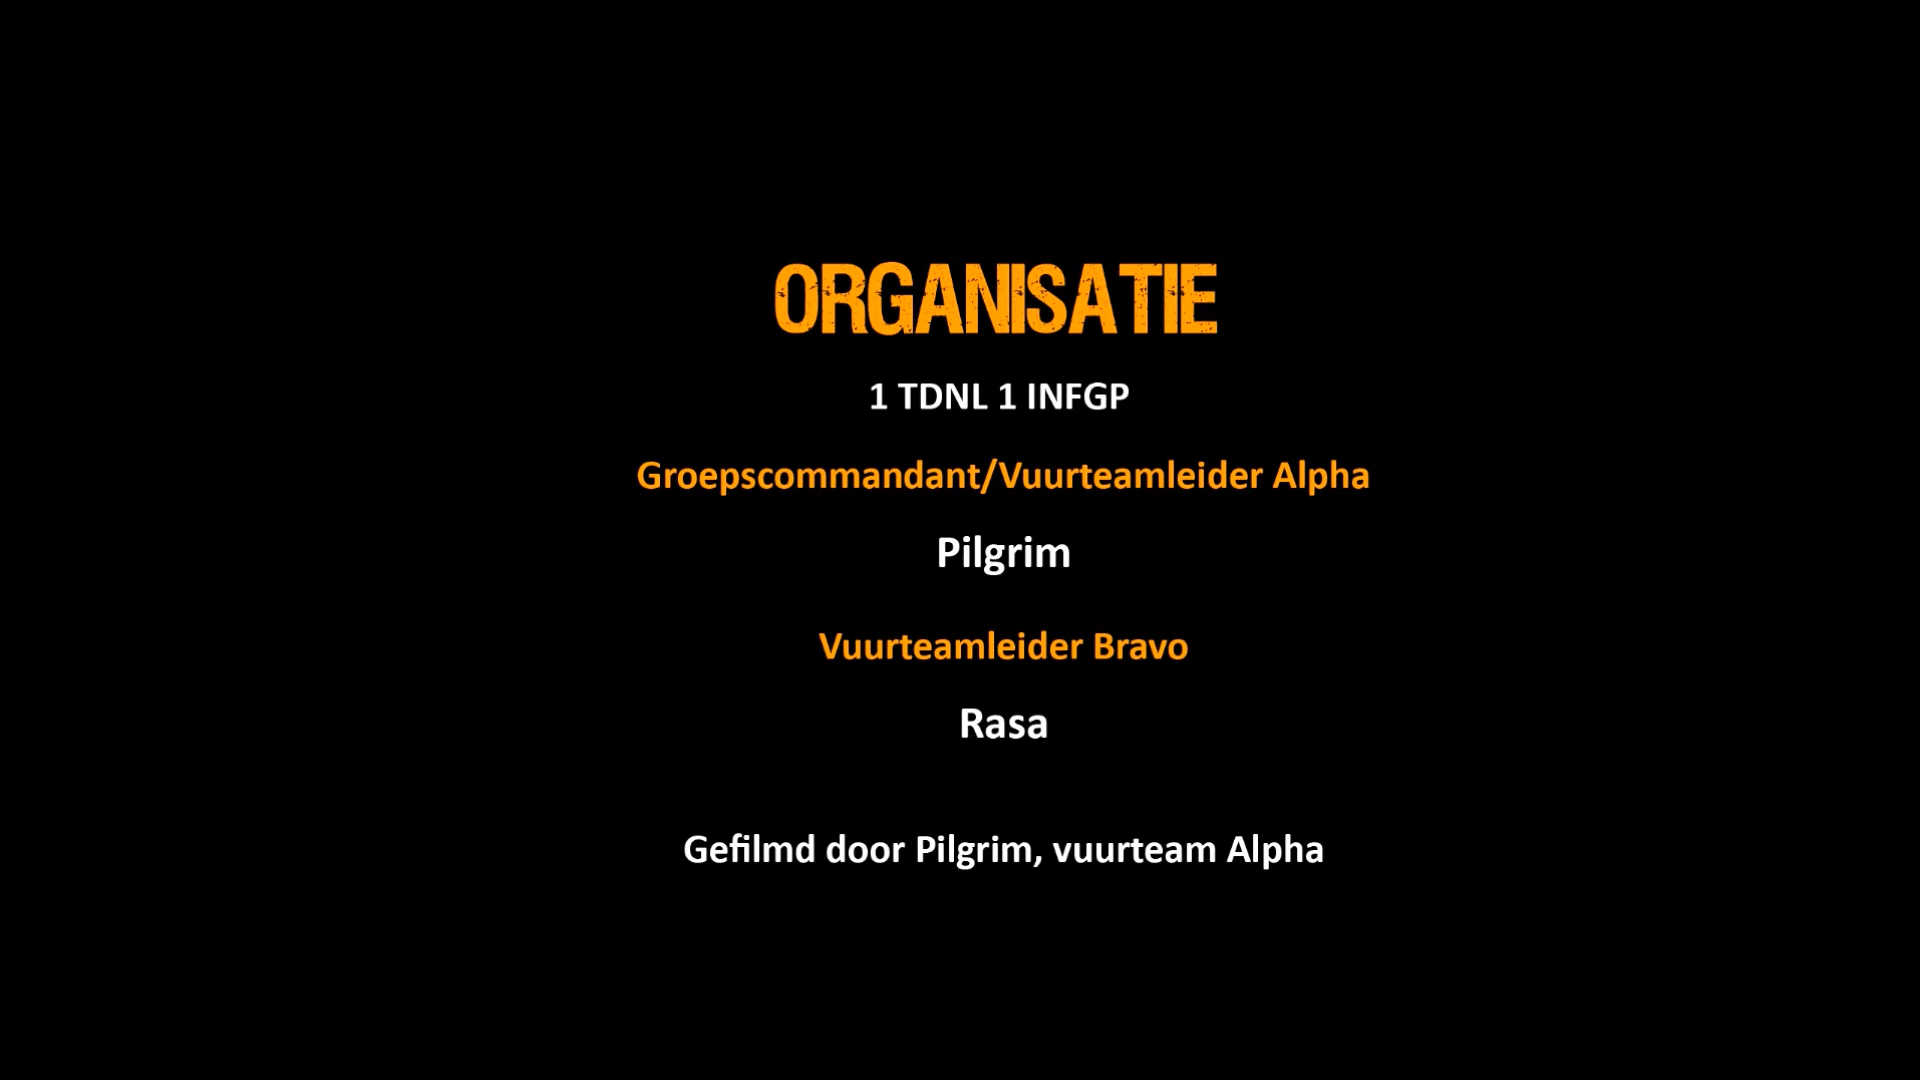 ORGANISATIE
1 TDNL 1 INFGP
Groepscommandant/Vuurteamleider Alpha
Pilgrim
Vuurteamleider Bravo
Rasa
Gefilmd door Pilgrim, vuurteam Alpha